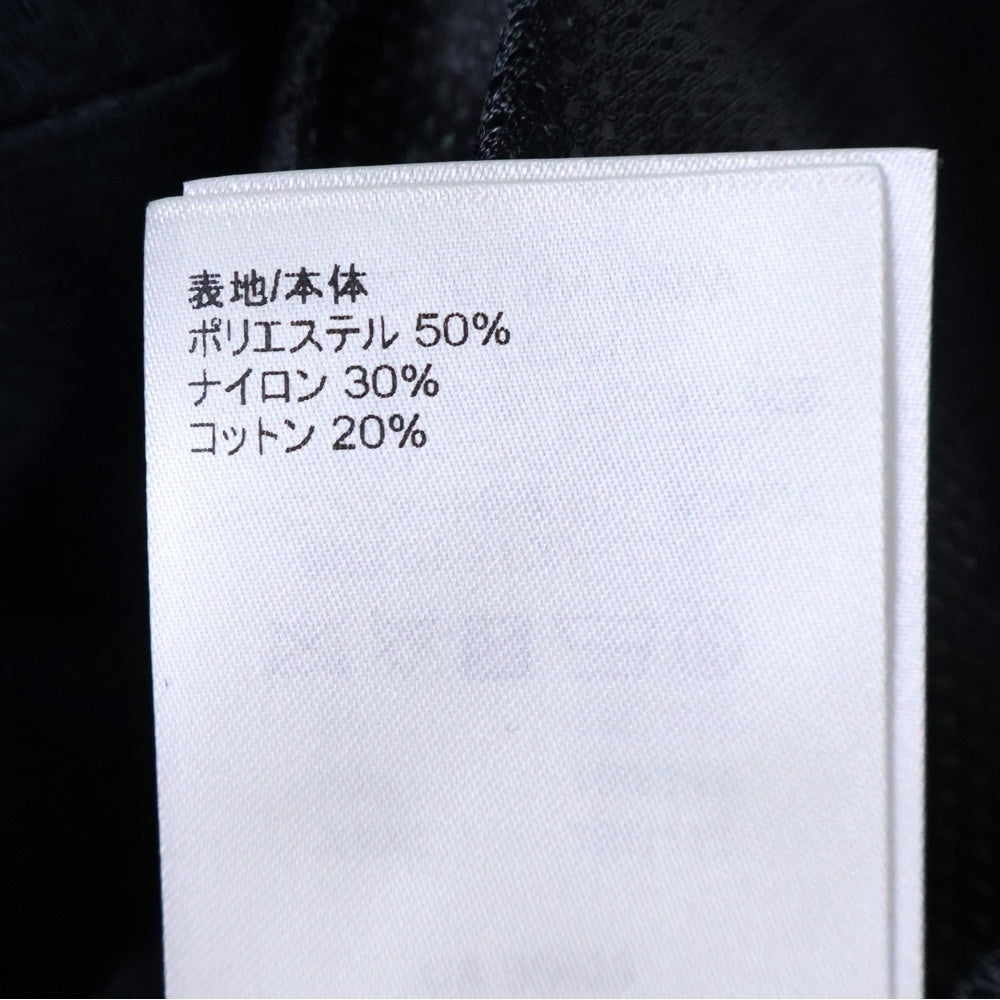 表地/本体
ポリエステル 50%
ナイロン 30%
コットン 20%